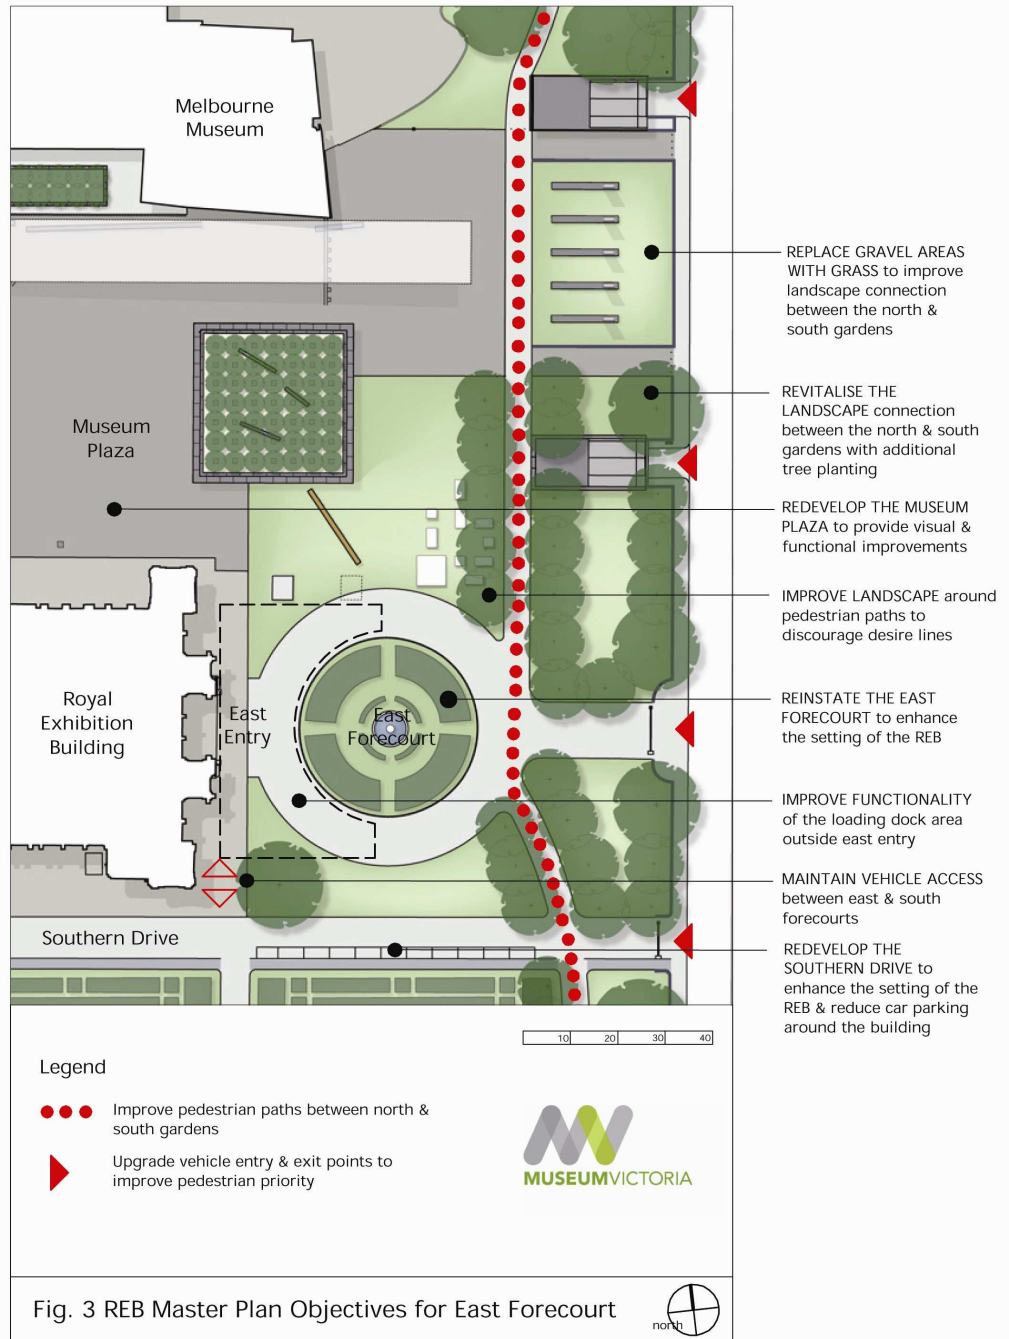 Melbourne
Museum
REPLACE GRAVEL AREAS
WITH GRASS to improve
landscape connection
between the north &
south gardens
REVITALISE THE
LANDSCAPE connection
between the north & south
gardens with additional
tree planting
Museum
Plaza
REDEVELOP THE MUSEUM
PLAZA to provide visual &
functional improvements
IMPROVE LANDSCAPE around
pedestrian paths to
discourage desire lines
Royal
Exhibition
Building
East
Entry
East
Forecourt
REINSTATE THE EAST
FORECOURT to enhance
the setting of the REB
IMPROVE FUNCTIONALITY
of the loading dock area
outside east entry
MAINTAIN VEHICLE ACCESS
between east & south
forecourts
Southern Drive
REDEVELOP THE
SOUTHERN DRIVE to
enhance the setting of the
REB & reduce car parking
around the building
10 20 30 40
Legend
Improve pedestrian paths between north &
south gardens
Upgrade vehicle entry & exit points to
improve pedestrian priority
MUSEUMVICTORIA
Fig. 3 REB Master Plan Objectives for East Forecourt
north